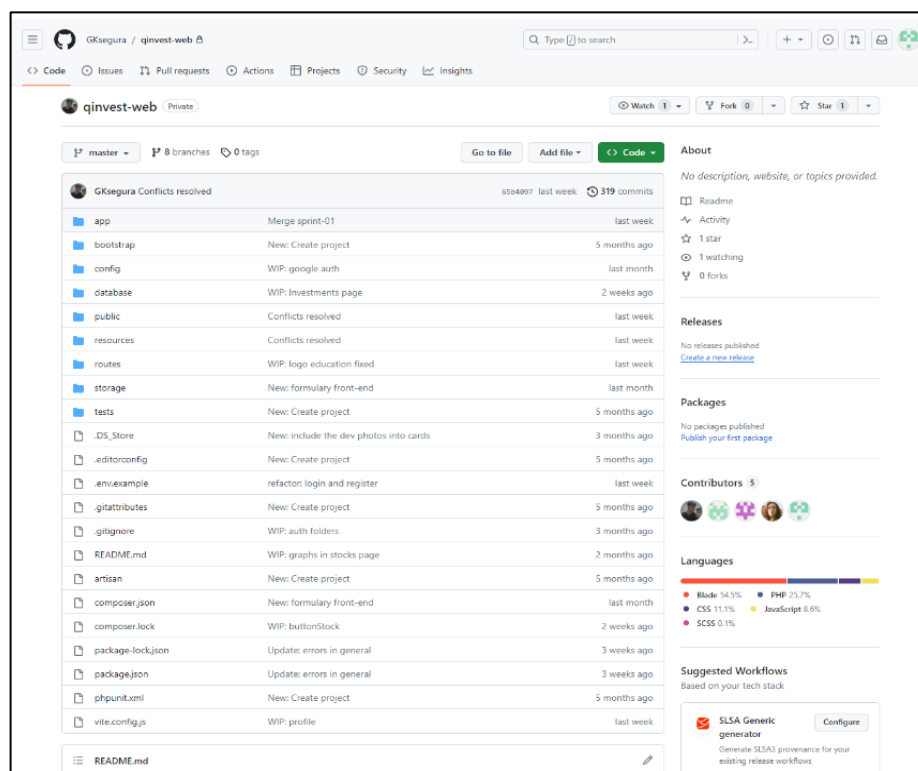 GKsegura / qinvest-web
Type / to search
Code Issues Pull requests Actions Projects Security Insights
qinvest-web Private
Watch 1 Fork 0 Star 1
master 8 branches 0 tags Go to file Add file Code
GKsegura Conflicts resolved 65b4097 last week 319 commits
app Merge sprint-01 last week
bootstrap New: Create project 5 months ago
config WIP: google auth last month
database WIP: Investments page 2 weeks ago
public Conflicts resolved last week
resources Conflicts resolved last week
routes WIP: logo education fixed last week
storage New: formulary front-end last month
tests New: Create project 5 months ago
.DS_Store New: include the dev photos into cards 3 months ago
.editorconfig New: Create project 5 months ago
.env.example refactor: login and register last week
.gitattributes New: Create project 5 months ago
.gitignore WIP: auth folders 3 months ago
README.md WIP: graphs in stocks page 2 months ago
artisan New: Create project 5 months ago
composer.json New: formulary front-end last month
composer.lock WIP: buttonStock 2 weeks ago
package-lock.json Update: errors in general 3 weeks ago
package.json Update: errors in general 3 weeks ago
phpunit.xml New: Create project 5 months ago
vite.config.js WIP: profile last week
README.md
About
No description, website, or topics provided.
Readme
Activity
1 star
1 watching
0 forks
Releases
No releases published
Create a new release
Packages
No packages published
Publish your first package
Contributors 5
Languages
Blade 54.5% PHP 25.7%
CSS 11.1% JavaScript 8.6%
SCSS 0.1%
Suggested Workflows
Based on your tech stack
SLSA Generic Configure
generator
Generate SLSA3 provenance for your
existing release workflows